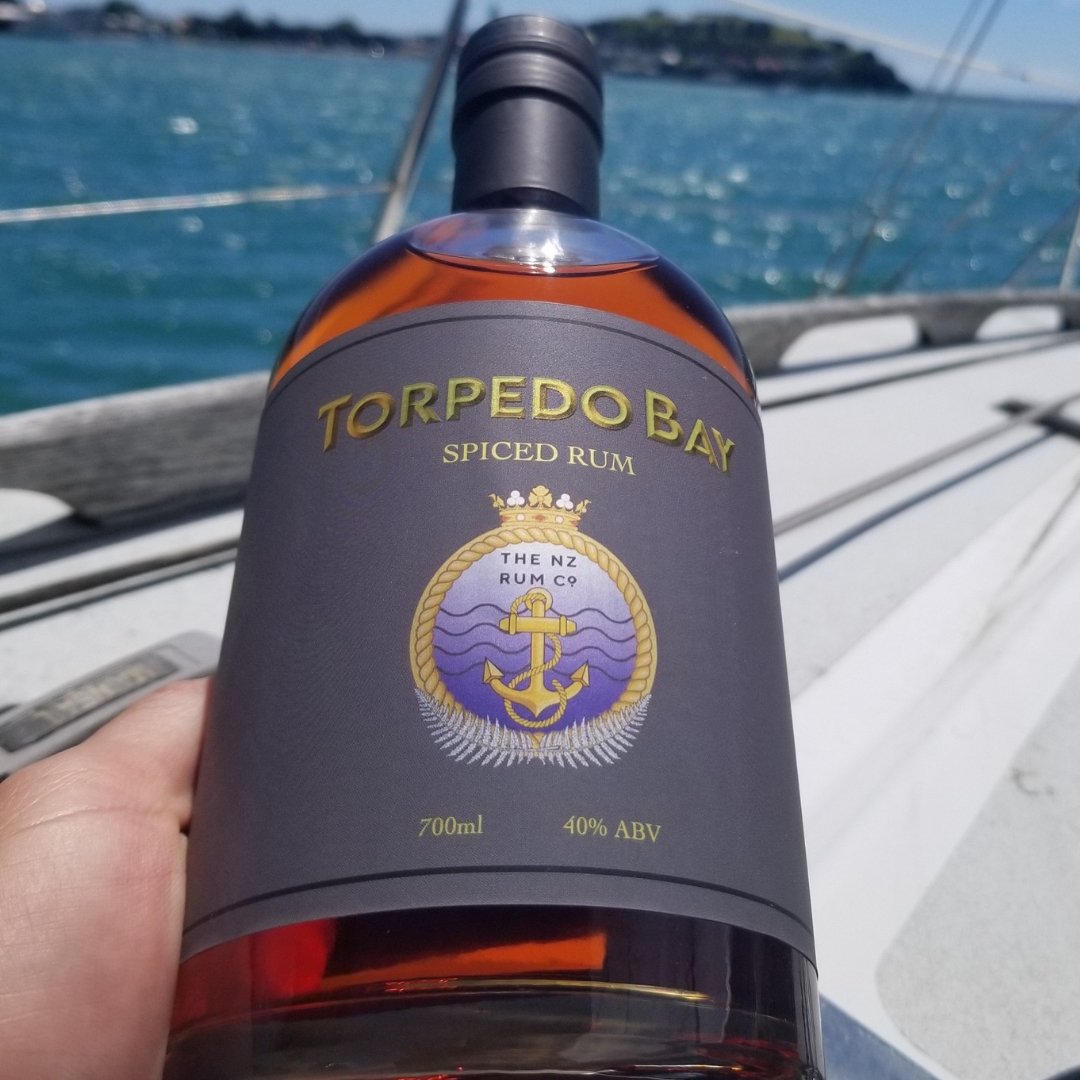 TORPEDO BAY
SPICED RUM
THE NZ
RUM Co
700ml 40% ABV